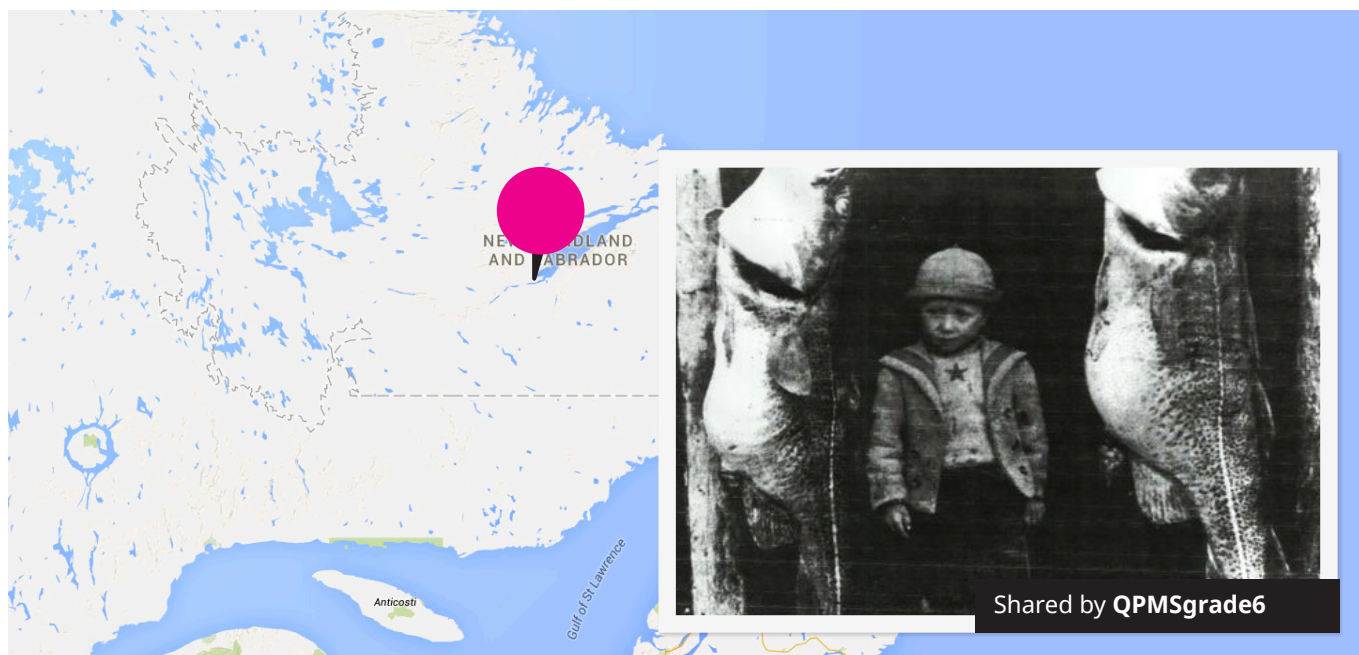 NEWFOUNDLAND
AND LABRADOR
Anticosti
Gulf of St Lawrence
Shared by QPMSgrade6